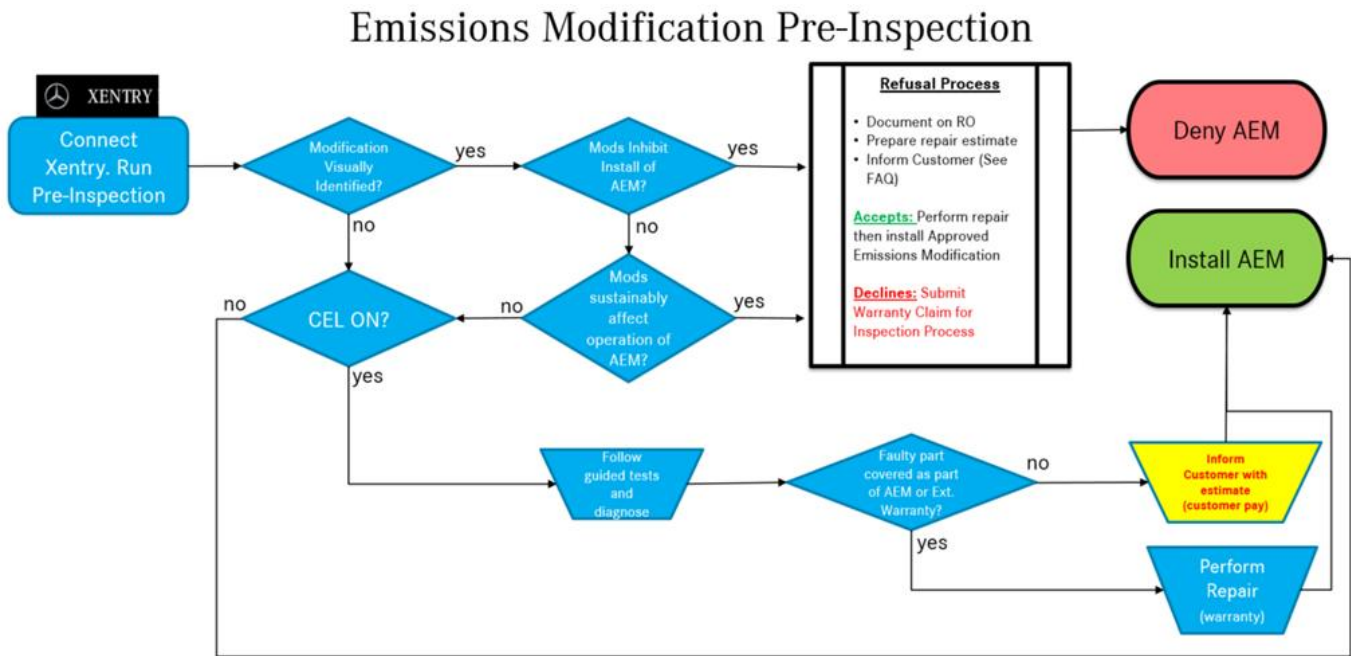 Emissions Modification Pre-Inspection
XENTRY
Connect
Xentry. Run
Pre-Inspection
Modification
Visually
Identified?
yes
Mods Inhibit
Install of
AEM?
yes
Refusal Process
• Document on RO
• Prepare repair estimate
• Inform Customer (See
FAQ)
Accepts: Perform repair
then install Approved
Emissions Modification
Declines: Submit
Warranty Claim for
Inspection Process
Deny AEM
no
no
Install AEM
no
CEL ON?
no
Mods
sustainably
affect
operation of
AEM?
yes
yes
Follow
guided tests
and
diagnose
Faulty part
covered as part
of AEM or Ext.
Warranty?
no
Inform
Customer with
estimate
(customer pay)
yes
Perform
Repair
(warranty)